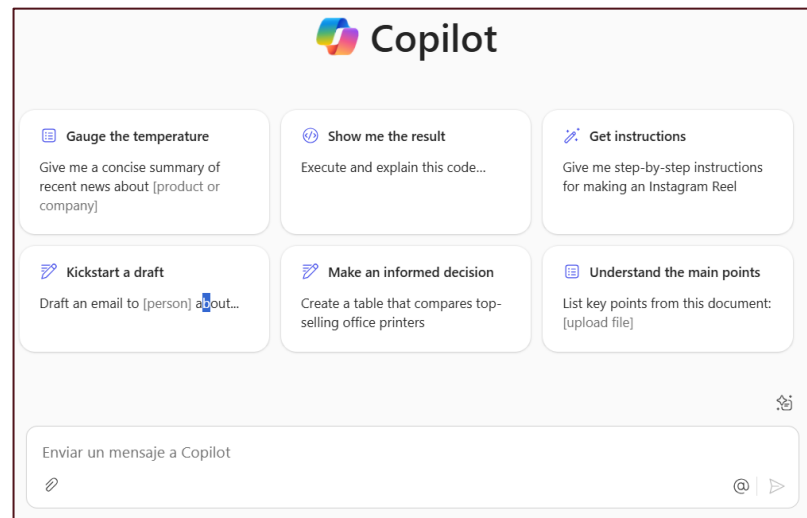 Copilot
Gauge the temperature
Give me a concise summary of
recent news about [product or
company]
Show me the result
Execute and explain this code...
Get instructions
Give me step-by-step instructions
for making an Instagram Reel
Kickstart a draft
Draft an email to [person] about...
Make an informed decision
Create a table that compares top-
selling office printers
Understand the main points
List key points from this document:
[upload file]
Enviar un mensaje a Copilot
@